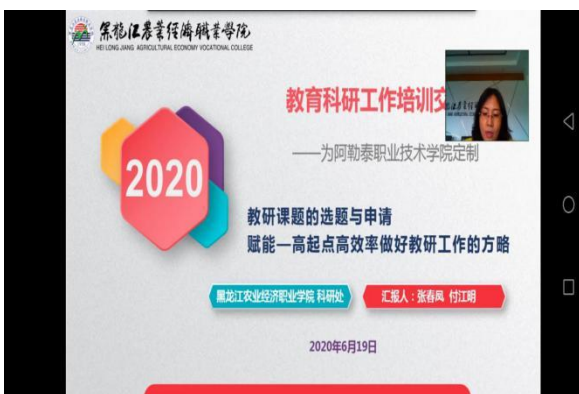 黑龙江农业经济职业学院
HEILONGJIANG AGRICULTURAL ECONOMY VOCATIONAL COLLEGE
教育科研工作培训交
——为阿勒泰职业技术学院定制
2020
教研课题的选题与申请
赋能—高起点高效率做好教研工作的方略
黑龙江农业经济职业学院 科研处
汇报人：张春凤 付江明
2020年6月19日